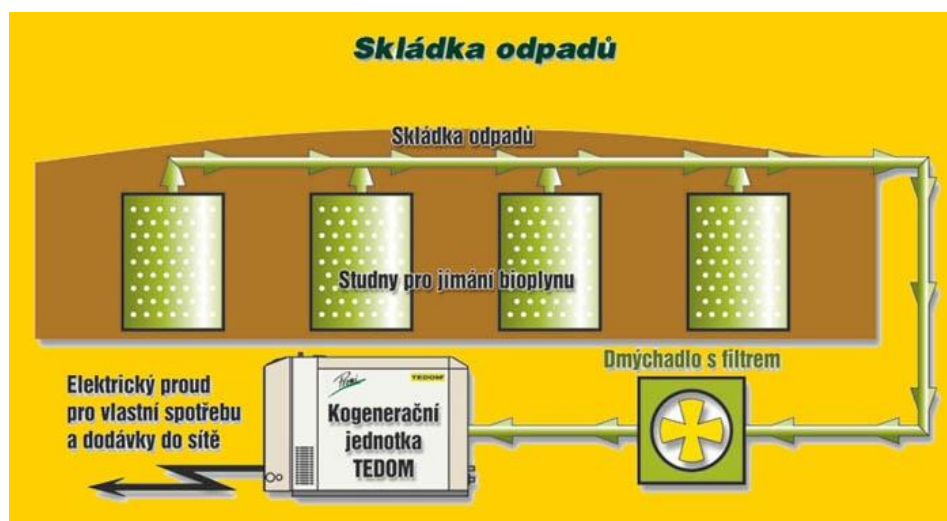 Skládka odpadů
Skládka odpadů
Studny pro jímání bioplynu
Dmýchadlo s filtrem
Elektrický proud
pro vlastní spotřebu
a dodávky do sítě
TEDOM
Kogenerační
jednotka
TEDOM